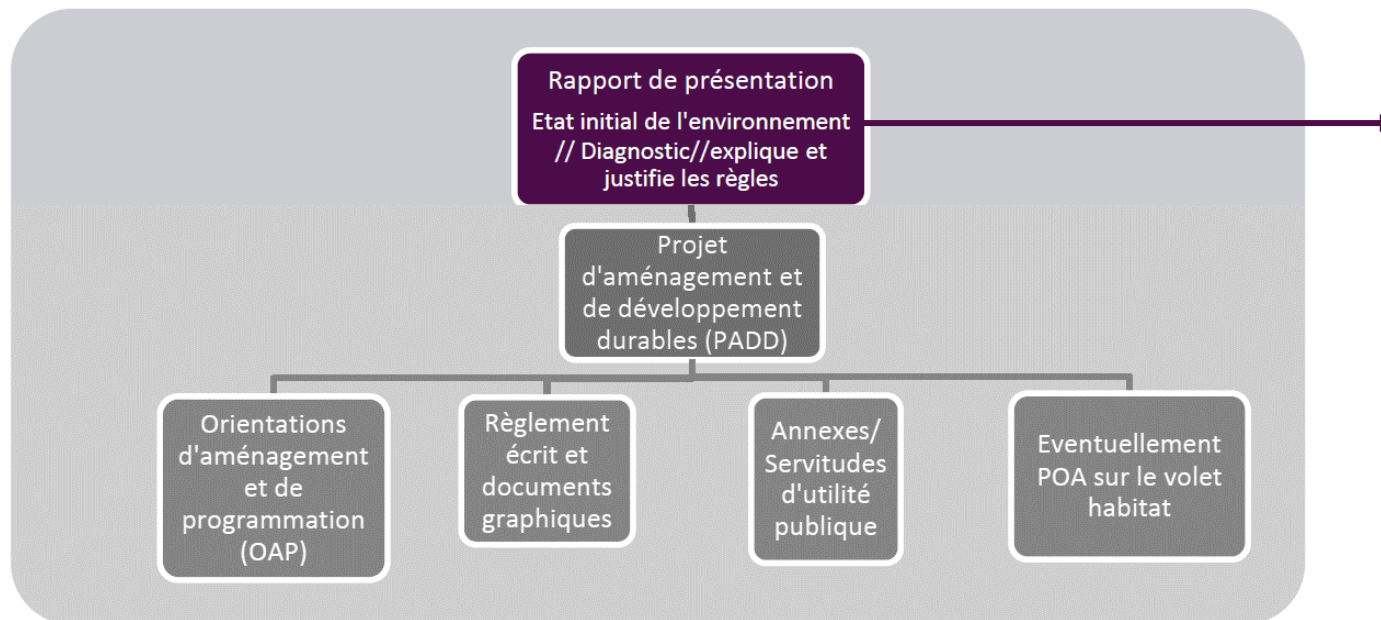 Rapport de présentation
Etat initial de l'environnement
// Diagnostic//explique et
justifie les règles
Projet
d'aménagement et
de développement
durables (PADD)
Orientations
d'aménagement
et de
programmation
(OAP)
Règlement
écrit et
documents
graphiques
Annexes/
Servitudes
d'utilité
publique
Eventuellement
POA sur le volet
habitat